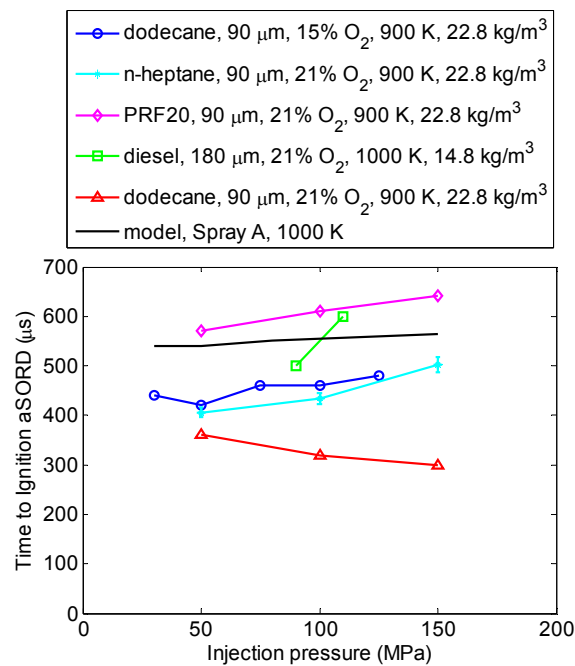 dodecane, 90 μm, 15% O2, 900 K, 22.8 kg/m3
n-heptane, 90 μm, 21% O2, 900 K, 22.8 kg/m3
PRF20, 90 μm, 21% O2, 900 K, 22.8 kg/m3
diesel, 180 μm, 21% O2, 1000 K, 14.8 kg/m3
dodecane, 90 μm, 21% O2, 900 K, 22.8 kg/m3
model, Spray A, 1000 K
700
600
500
400
300
200
100
0
Time to Ignition aSORD (μs)
0 50 100 150 200
Injection pressure (MPa)